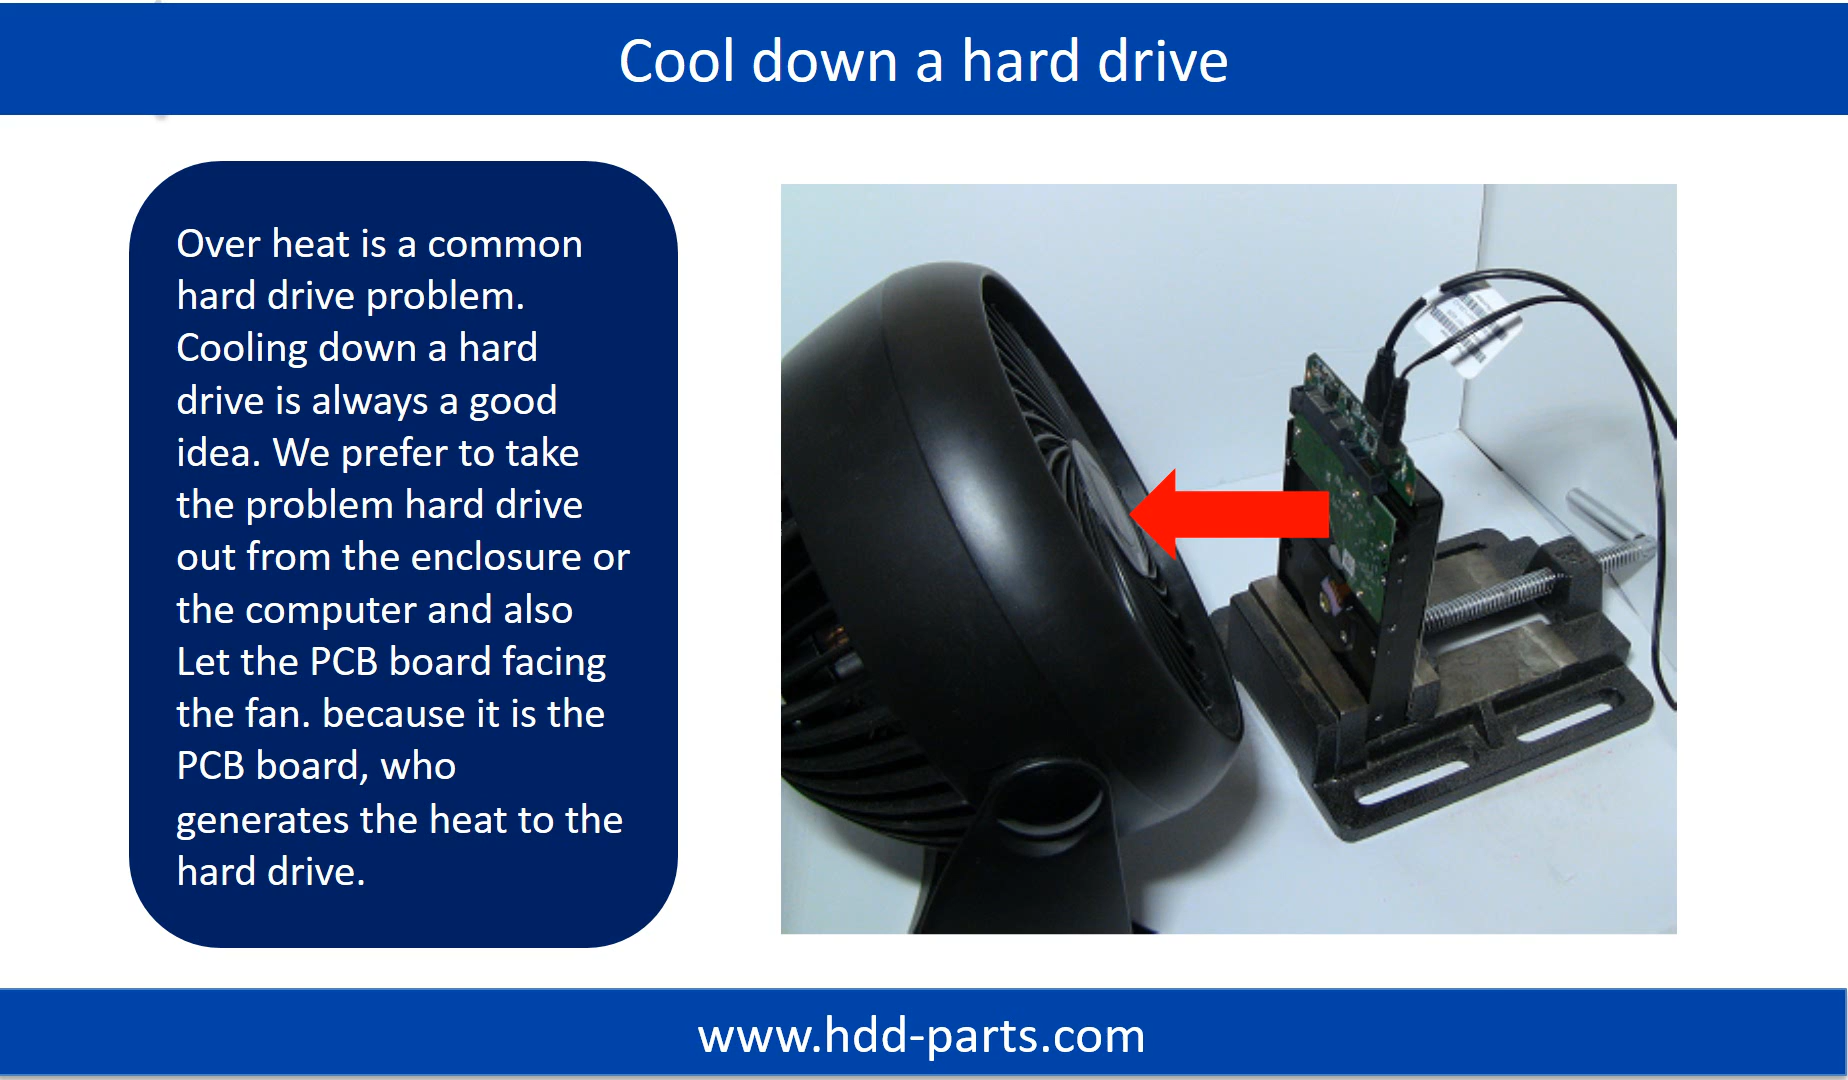 Cool down a hard drive
Over heat is a common
hard drive problem.
Cooling down a hard
drive is always a good
idea. We prefer to take
the problem hard drive
out from the enclosure or
the computer and also
Let the PCB board facing
the fan. because it is the
PCB board, who
generates the heat to the
hard drive.
www.hdd-parts.com